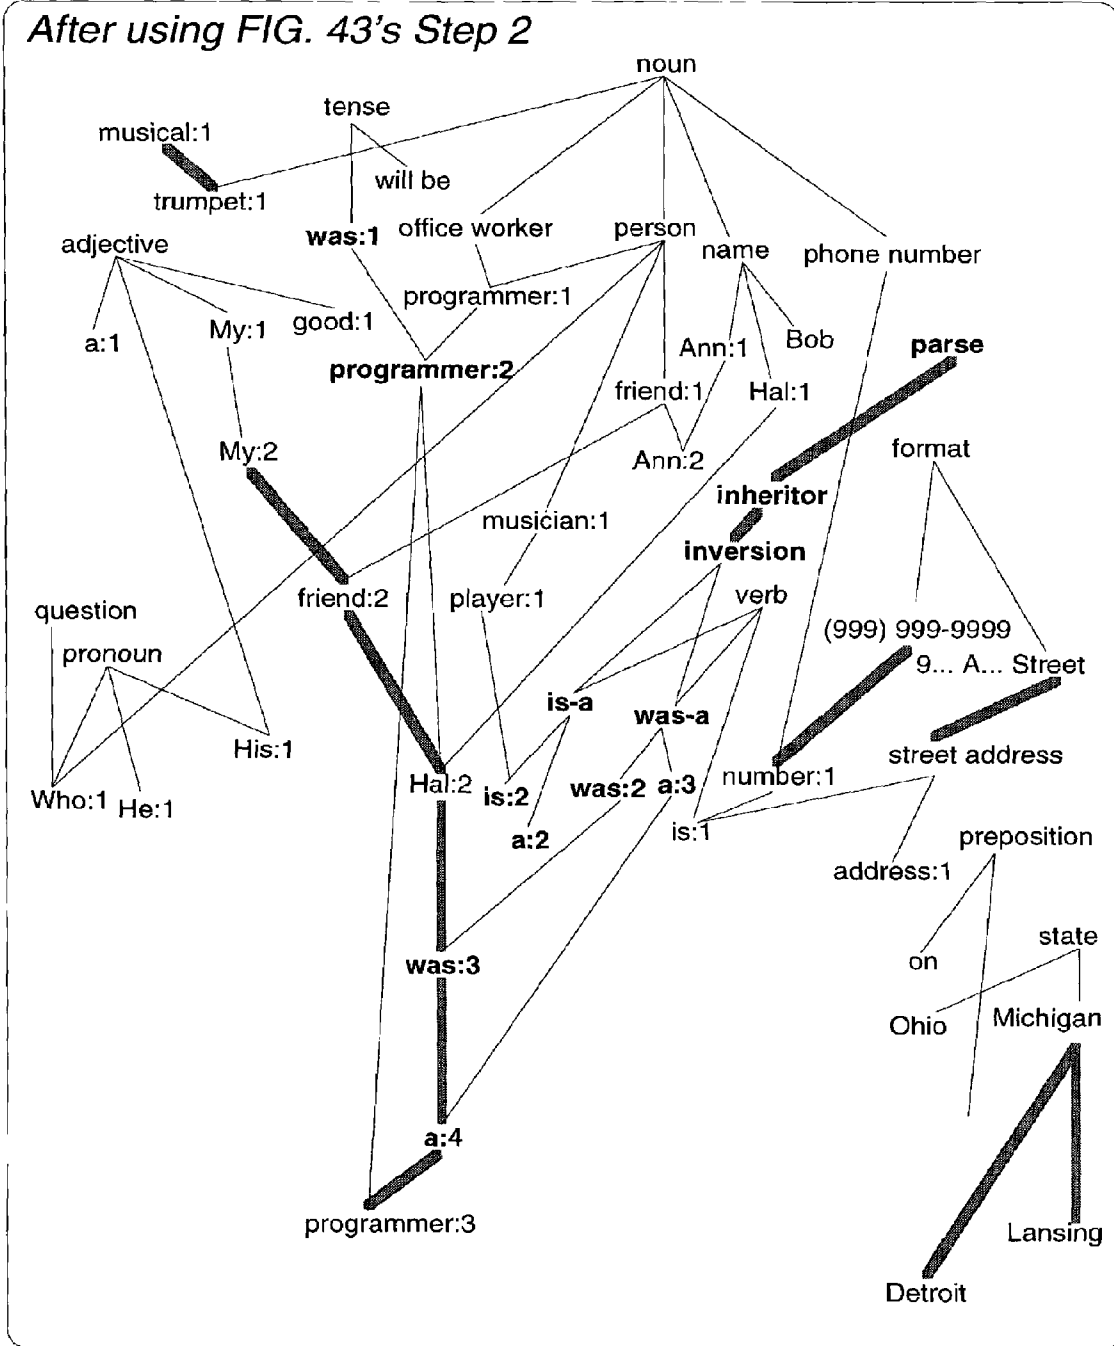 After using FIG. 43's Step 2
noun
tense
musical:1
will be
trumpet:1
was:1
office worker
person
adjective
name
phone number
programmer:1
a:1
My:1
good:1
Ann:1
Bob
parse
programmer:2
friend:1
Hal:1
My:2
Ann:2
format
inheritor
musician:1
inversion
question
friend:2
player:1
verb
(999) 999-9999
pronoun
9... A... Street
is-a
was-a
His:1
street address
Who:1
He:1
Hal:2
is:2
was:2
a:3
number:1
a:2
is:1
preposition
address:1
state
was:3
on
Ohio
Michigan
a:4
programmer:3
Lansing
Detroit